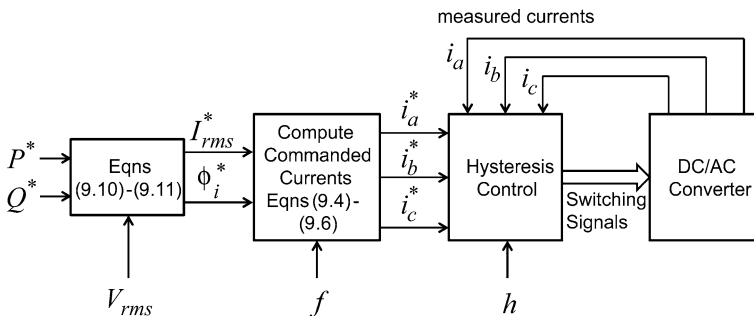 measured currents
i_a
i_b
i_c
P*
Q*
Eqns
(9.10)-(9.11)
I*_rms
ϕ*_i
Compute
Commanded
Currents
Eqns (9.4)-
(9.6)
i*_a
i*_b
i*_c
Hysteresis
Control
Switching
Signals
DC/AC
Converter
V_rms
f
h